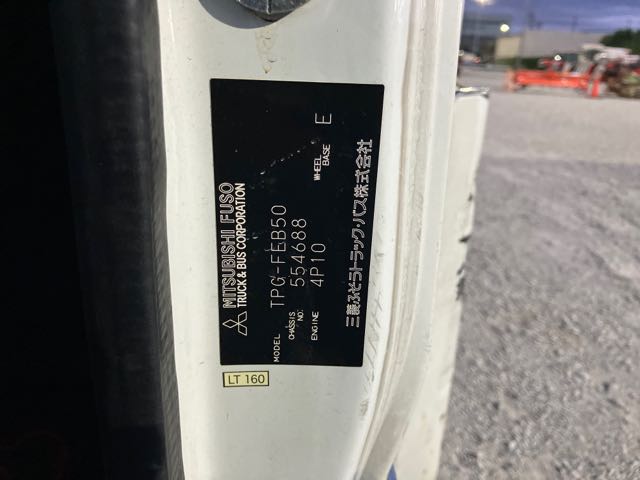 MITSUBISHI FUSO
TRUCK & BUS CORPORATION
MODEL TPG-FEB50
CHASSIS NO. 554688
ENGINE 4P10 WHEEL BASE E
三菱ふそうトラック・バス株式会社
LT 160